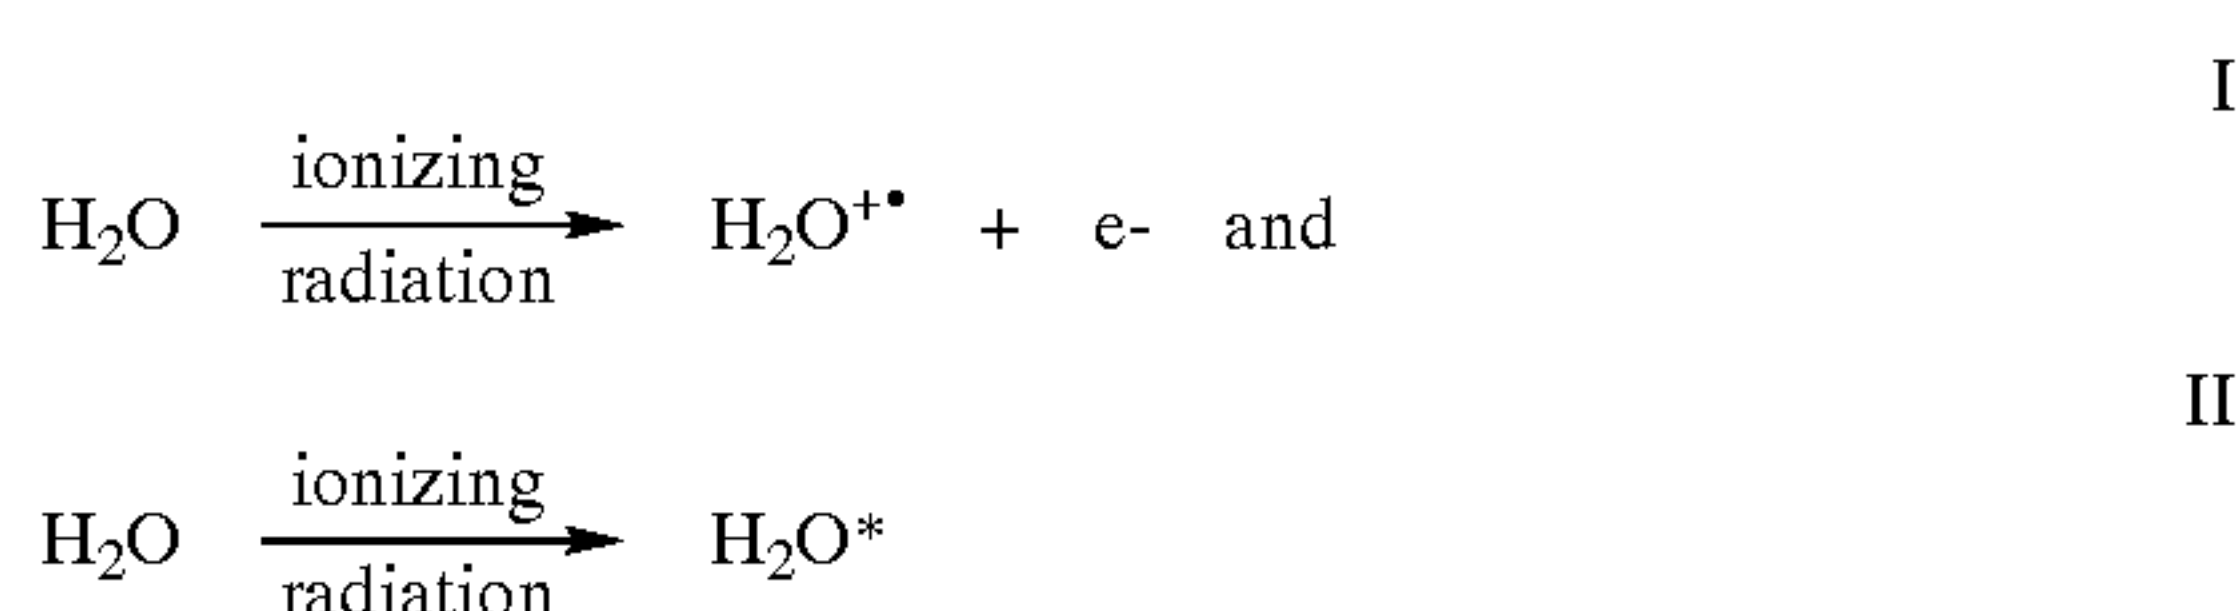 I
ionizing
H₂O → H₂O⁺• + e- and
radiation
II
ionizing
H₂O → H₂O*
radiation